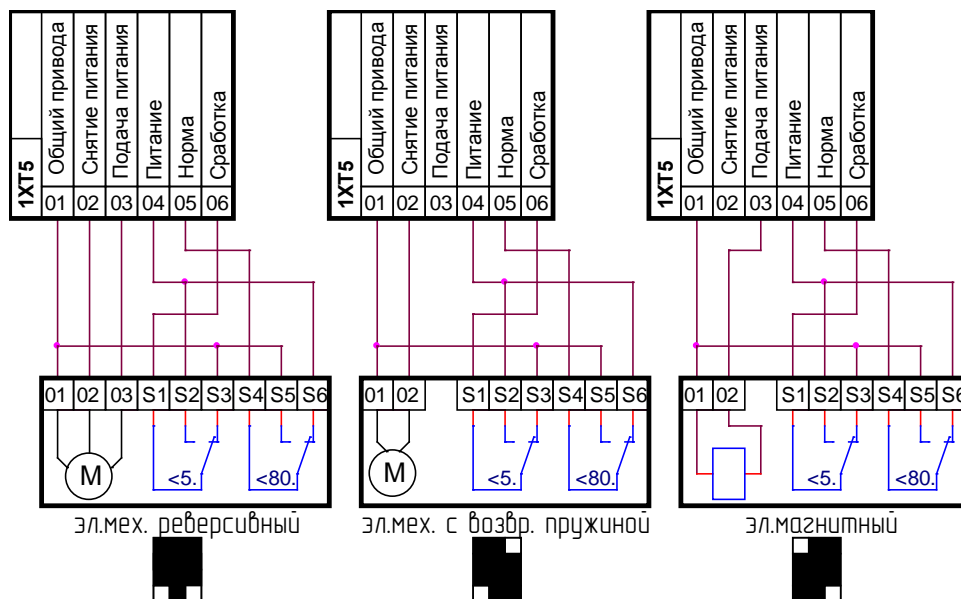 1XT5
Общий привода
Снятие питания
Подача питания
Питание
Норма
Сработка
01 02 03 04 05 06
01 02 03 S1 S2 S3 S4 S5 S6
M <5. <80.
эл.мех. реверсивный
1XT5
Общий привода
Снятие питания
Подача питания
Питание
Норма
Сработка
01 02 03 04 05 06
01 02 S1 S2 S3 S4 S5 S6
M <5. <80.
эл.мех. с возвр. пружиной
1XT5
Общий привода
Снятие питания
Подача питания
Питание
Норма
Сработка
01 02 03 04 05 06
01 02 S1 S2 S3 S4 S5 S6
<5. <80.
эл.магнитный